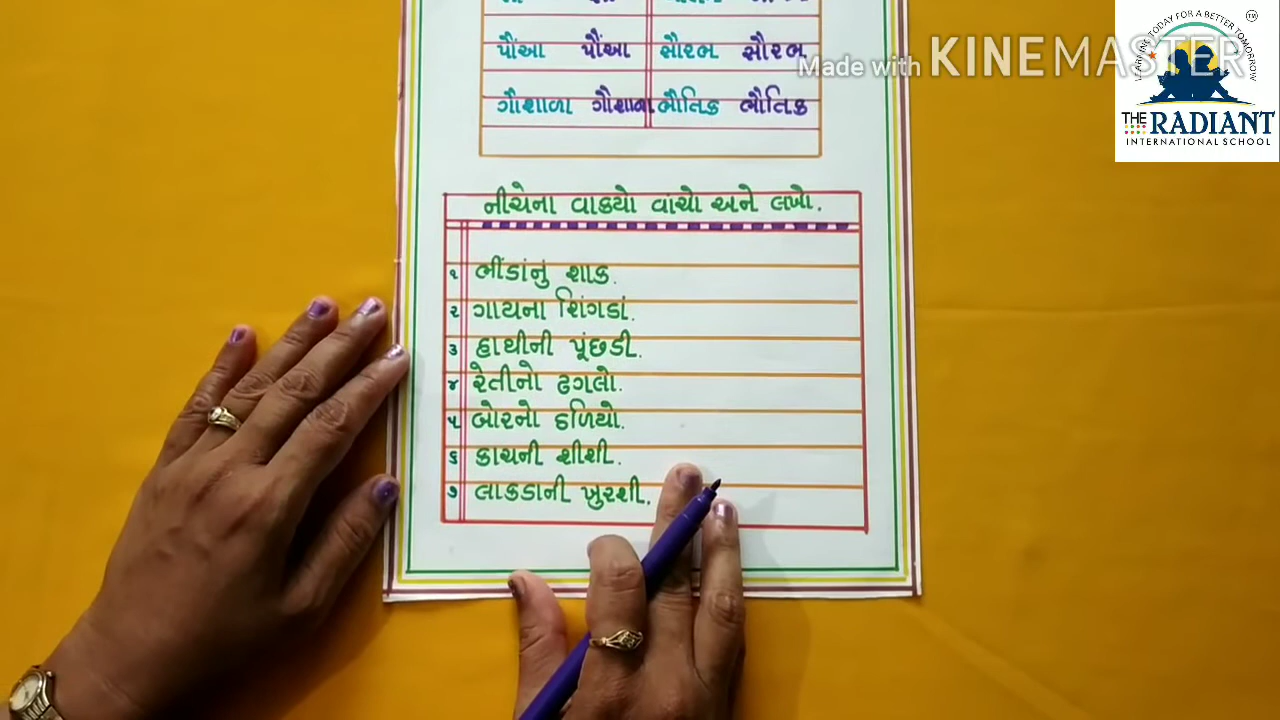 પૌંઆ પૌંઆ સૌરભ સૌરભ
ગૌશાળા ગૌશાળા ભૌતિક ભૌતિક
નીચેના વાક્યો વાંચો અને લખો.
૧ ભીંડાંનું શાક.
૨ ગાયના શિંગડાં.
૩ હાથીની પૂંછડી.
૪ રેતીનો ઢગલો.
૫ બોરનો ઠળિયો.
૬ કાચની શીશી.
૭ લાકડાની ખુરશી.
Made with KINEMASTER
TODAY FOR A BETTER TOMORROW
TM
THE RADIANT
INTERNATIONAL SCHOOL